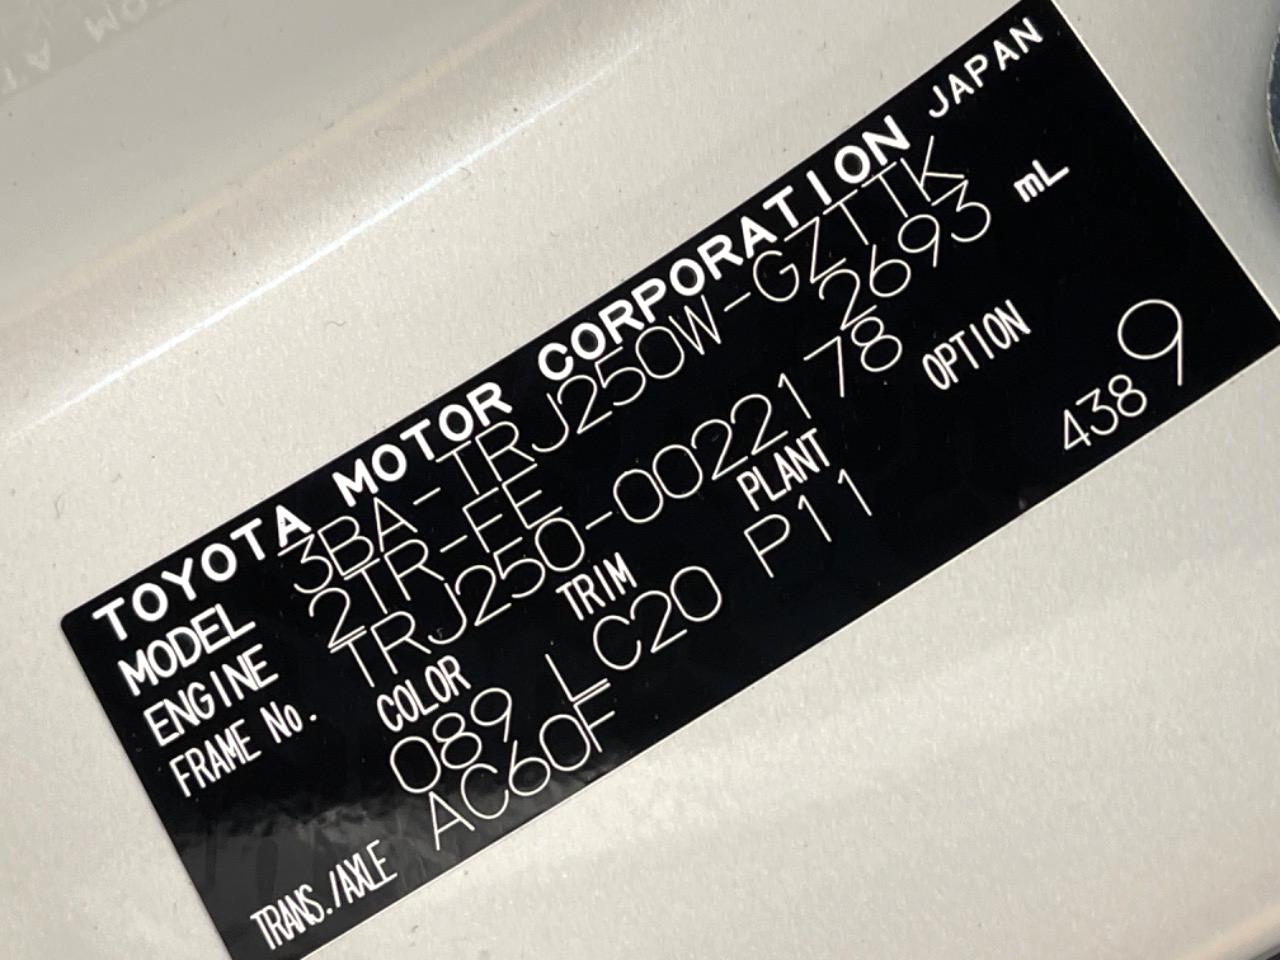 TOYOTA MOTOR CORPORATION JAPAN
MODEL 3BA-TRJ250W-GZTTK
ENGINE 2TR-FE 2693 mL
FRAME No. TRJ250-0022178
COLOR TRIM PLANT OPTION
089 LC20 P11 9
TRANS./AXLE AC60F 438